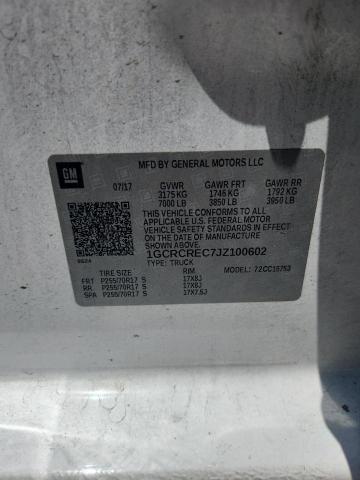 GM
MFD BY GENERAL MOTORS LLC
07/17 GVWR GAWR FRT GAWR RR
3175 KG 1746 KG 1792 KG
7000 LB 3850 LB 3950 LB
THIS VEHICLE CONFORMS TO ALL
APPLICABLE U.S. FEDERAL MOTOR
VEHICLE SAFETY STANDARDS IN
EFFECT ON THE DATE OF
MANUFACTURE SHOWN ABOVE.
1GCRCREC7JZ100602
TYPE: TRUCK
MODEL: 72CC15753
TIRE SIZE RIM
FRT P255/70R17 S 17X8J
RR P255/70R17 S 17X8J
SPA P255/70R17 S 17X7.5J